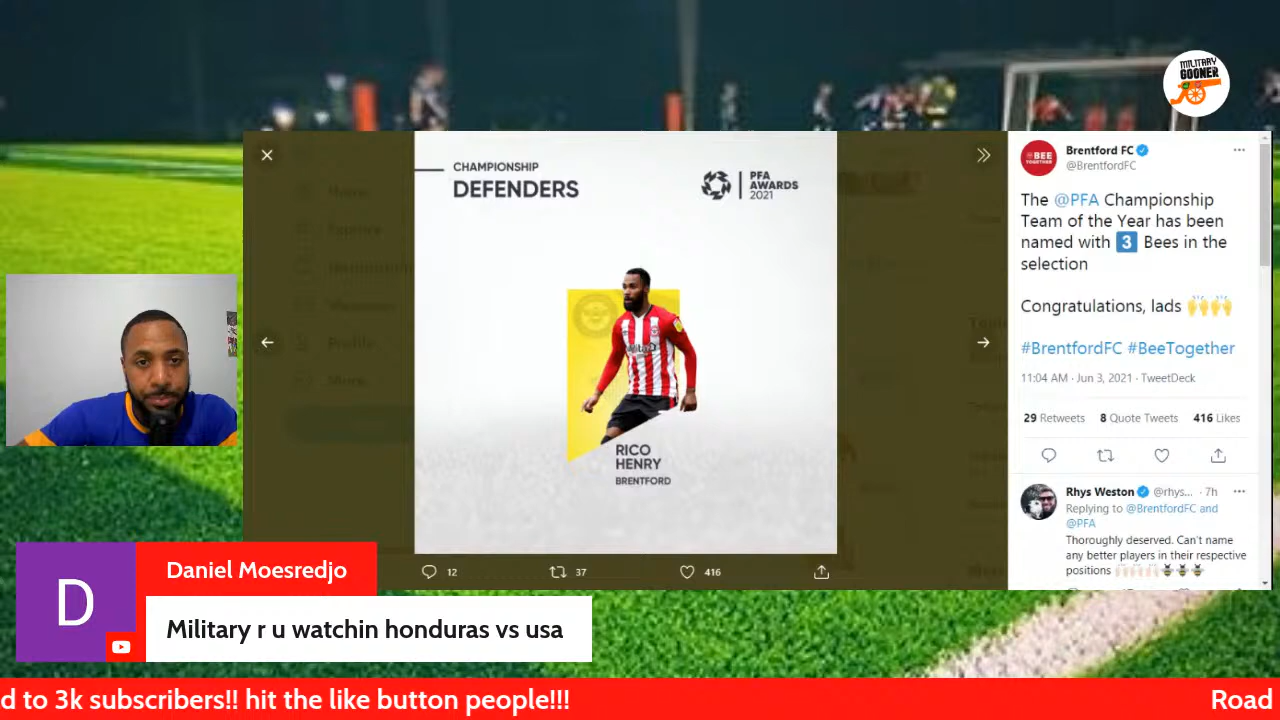 MILITARY
GOONER
CHAMPIONSHIP
DEFENDERS
PFA
AWARDS
2021
RICO
HENRY
BRENTFORD
12
37
416
BEE
TOGETHER
Brentford FC
@BrentfordFC
The @PFA Championship
Team of the Year has been
named with 3 Bees in the
selection
Congratulations, lads 🙌🙌
#BrentfordFC #BeeTogether
11:04 AM · Jun 3, 2021 · TweetDeck
29 Retweets 8 Quote Tweets 416 Likes
Rhys Weston @rhys... · 7h
Replying to @BrentfordFC and
@PFA
Thoroughly deserved. Can't name
any better players in their respective
positions 🙌🏻🙌🏻🙌🏻🐝🐝🐝
D
Daniel Moesredjo
Military r u watchin honduras vs usa
d to 3k subscribers!! hit the like button people!!! Road